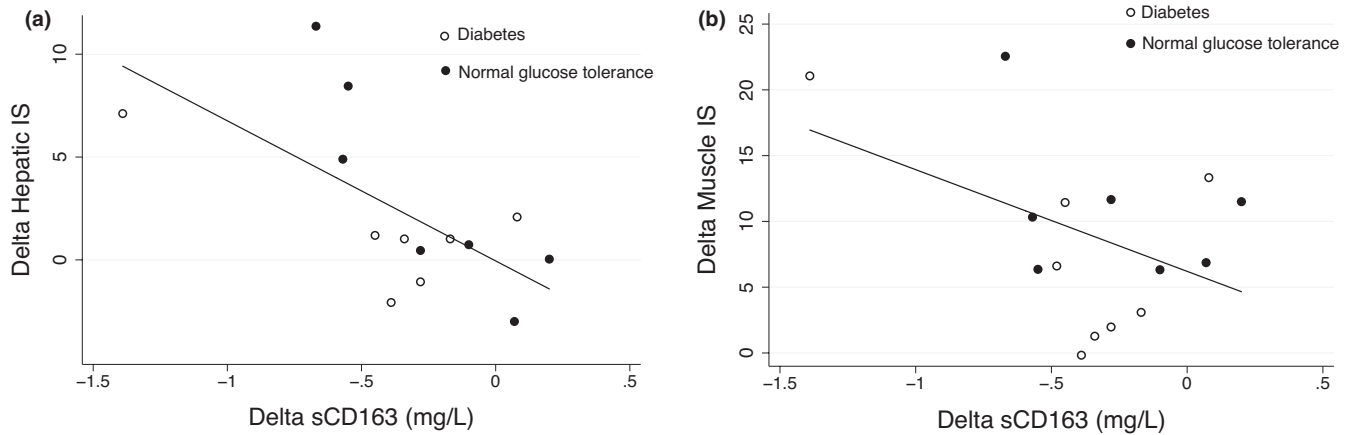 (a)
Diabetes
Normal glucose tolerance
Delta Hepatic IS
10
5
0
−1.5 −1 −.5 0 .5
Delta sCD163 (mg/L)
(b)
Diabetes
Normal glucose tolerance
Delta Muscle IS
25
20
15
10
5
0
−1.5 −1 −.5 0 .5
Delta sCD163 (mg/L)